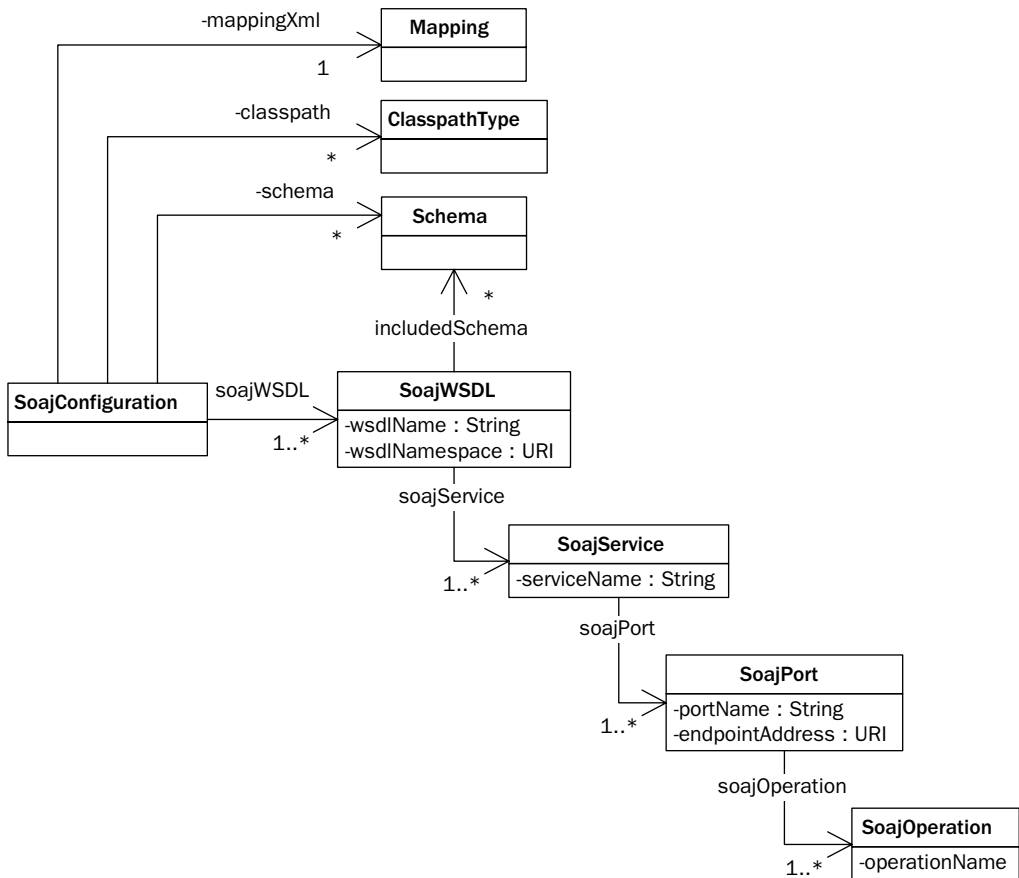 -mappingXml
Mapping
1
-classpath
ClasspathType
*
-schema
Schema
*
*
includedSchema
SoajConfiguration
soajWSDL
1..*
SoajWSDL
-wsdlName : String
-wsdlNamespace : URI
soajService
1..*
SoajService
-serviceName : String
soajPort
1..*
SoajPort
-portName : String
-endpointAddress : URI
soajOperation
1..*
SoajOperation
-operationName